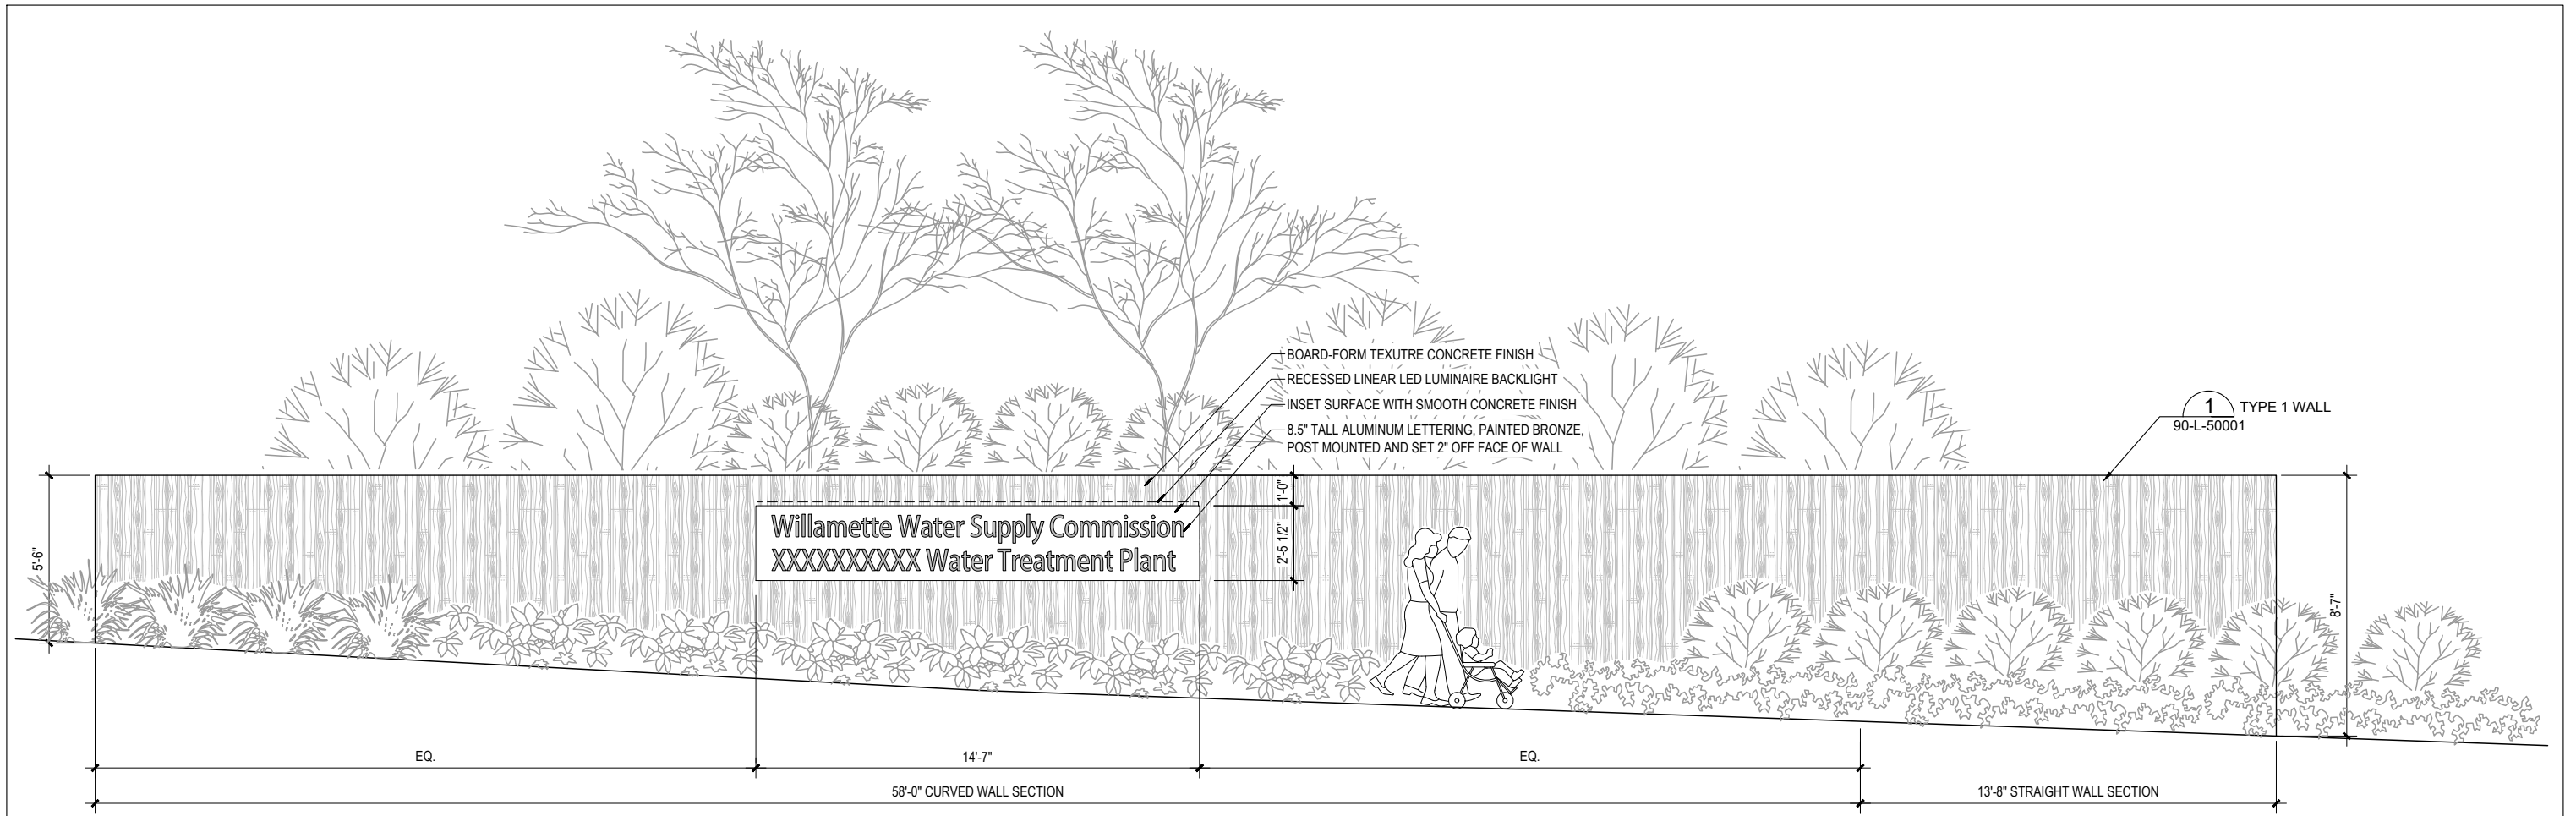 BOARD-FORM TEXUTRE CONCRETE FINISH
RECESSED LINEAR LED LUMINAIRE BACKLIGHT
INSET SURFACE WITH SMOOTH CONCRETE FINISH
8.5" TALL ALUMINUM LETTERING, PAINTED BRONZE,
POST MOUNTED AND SET 2" OFF FACE OF WALL
1 TYPE 1 WALL
90-L-50001
5'-6"
1'-0"
2'-5 1/2"
8'-7"
Willamette Water Supply Commission
XXXXXXXXXXX Water Treatment Plant
EQ.
14'-7"
EQ.
58'-0" CURVED WALL SECTION
13'-8" STRAIGHT WALL SECTION